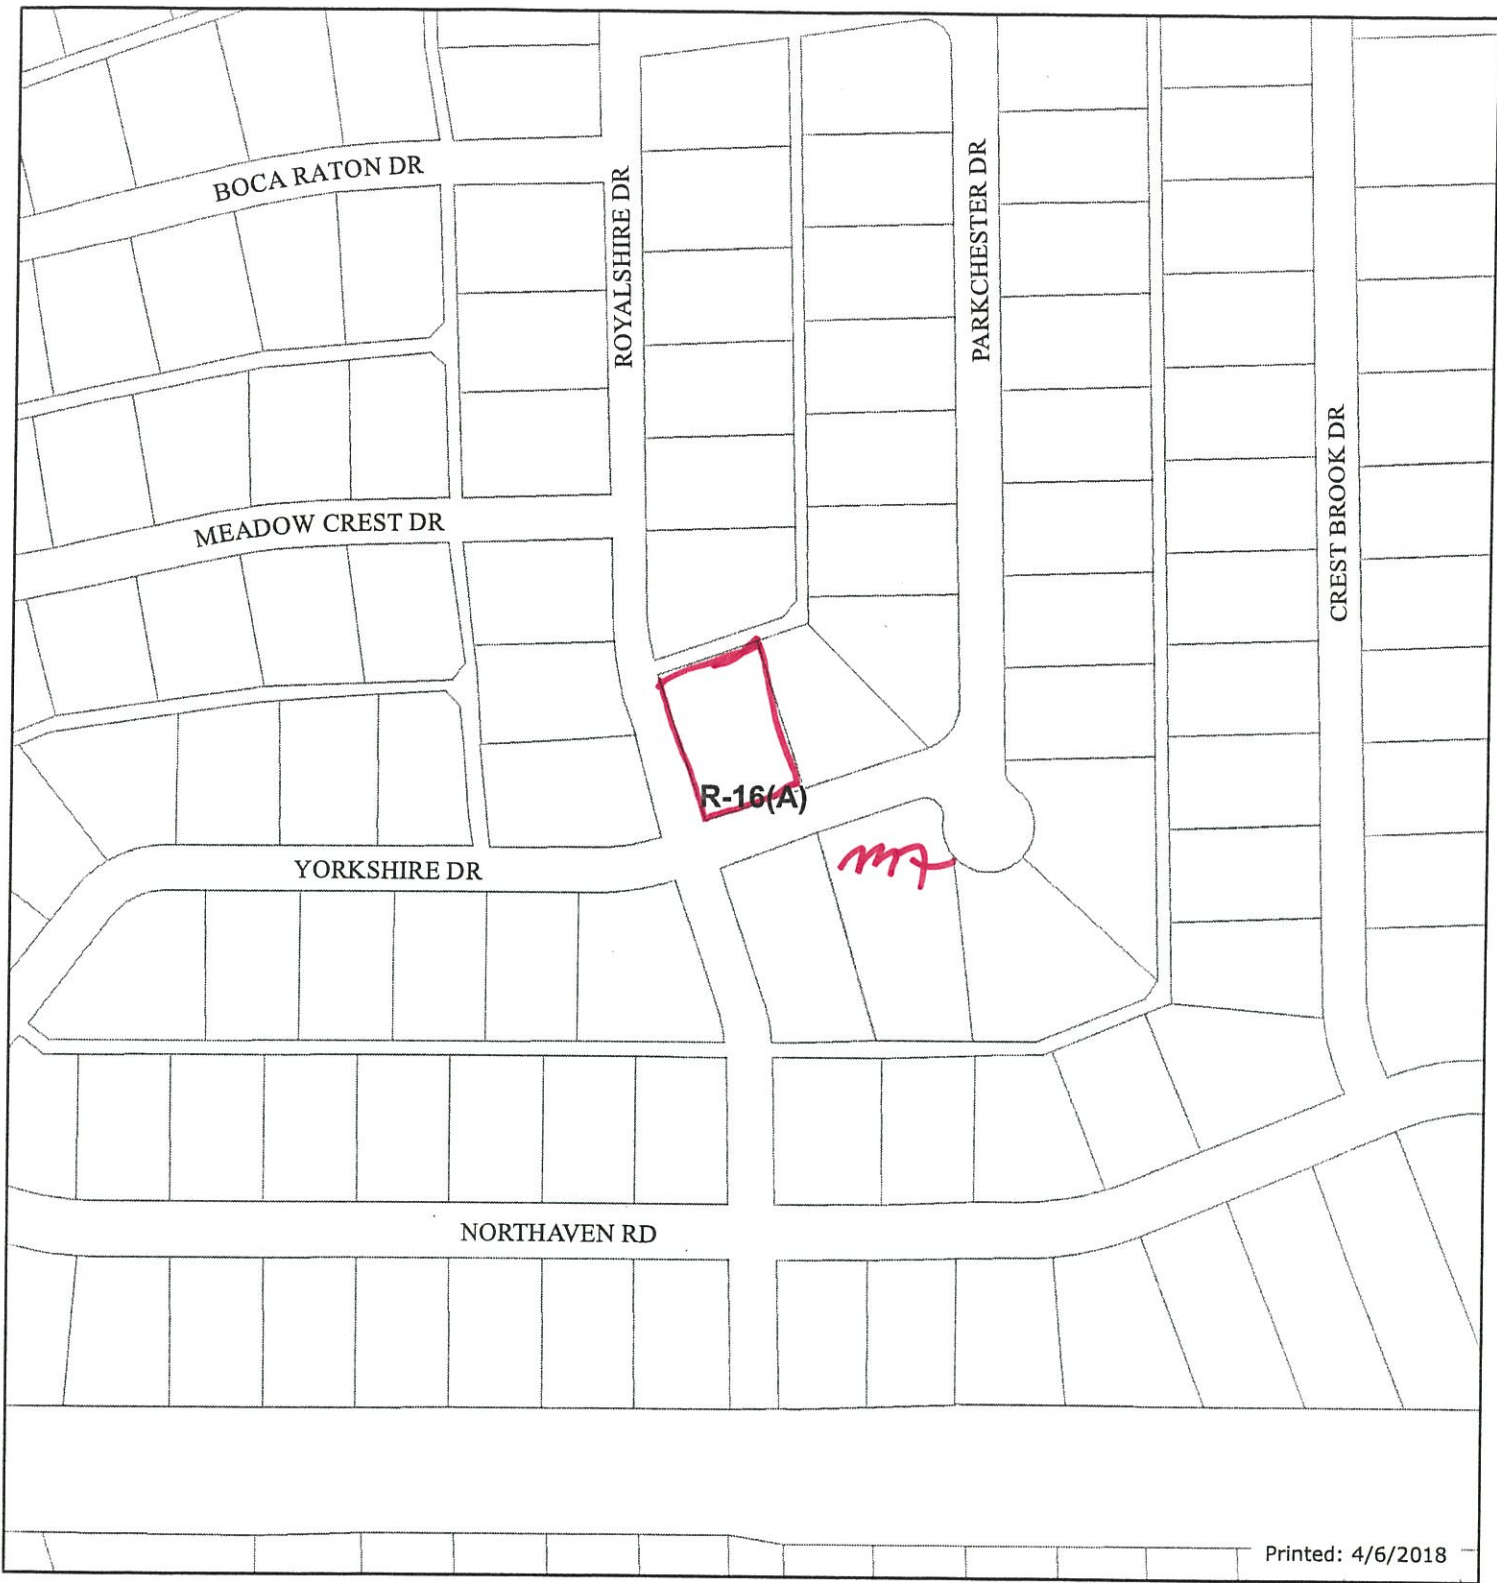 BOCA RATON DR
ROYALSHIRE DR
PARKCHESTER DR
CREST BROOK DR
MEADOW CREST DR
R-16(A)
YORKSHIRE DR
NORTHAVEN RD
Printed: 4/6/2018